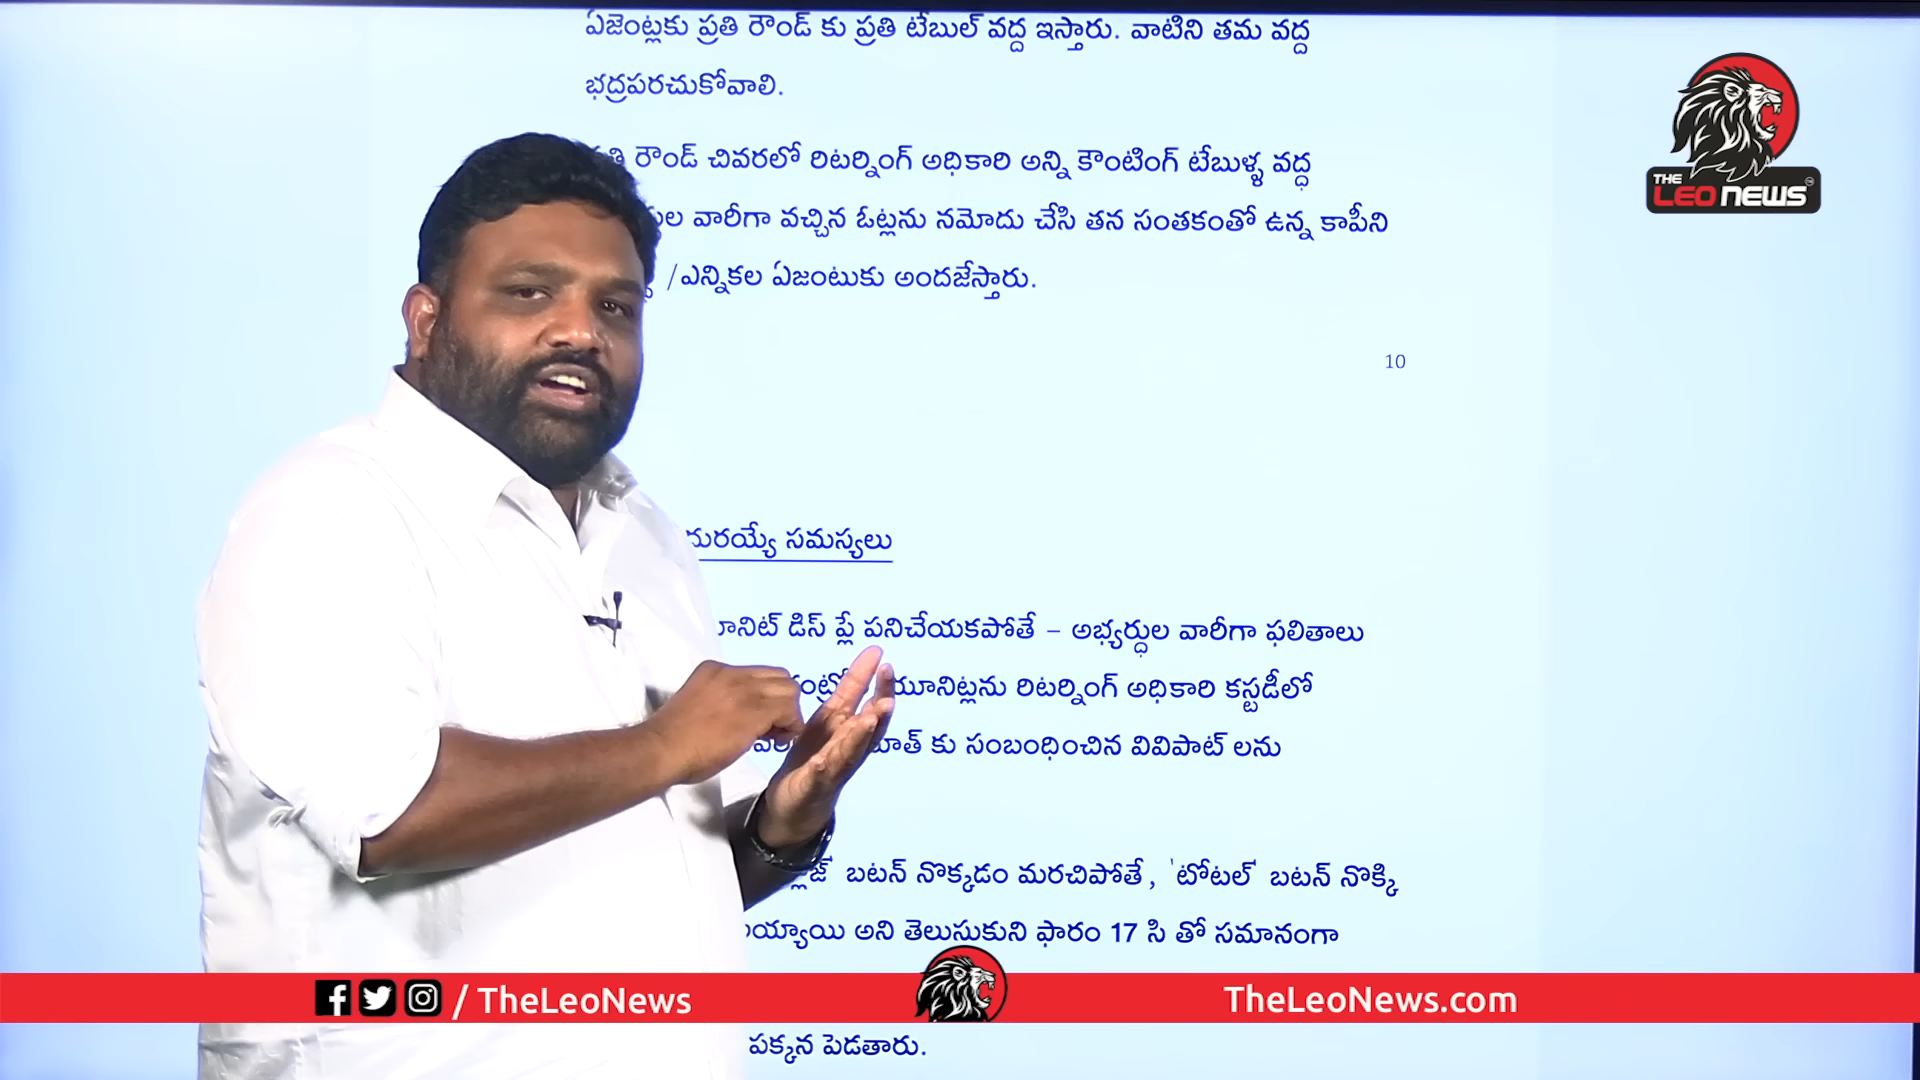 ఏజెంట్లకు ప్రతి రౌండ్ కు ప్రతి టేబుల్ వద్ద ఇస్తారు. వాటిని తమ వద్ద
భద్రపరచుకోవాలి.
రౌండ్ చివరలో రిటర్నింగ్ అధికారి అన్ని కౌంటింగ్ టేబుళ్ళ వద్ద
వారీగా వచ్చిన ఓట్లను నమోదు చేసి తన సంతకంతో ఉన్న కాపీని
/ఎన్నికల ఏజంటుకు అందజేస్తారు.
10
సమస్యలు
డిస్ ప్లే పనిచేయకపోతే – అభ్యర్ధుల వారీగా ఫలితాలు
యూనిట్లను రిటర్నింగ్ అధికారి కస్టడీలో
కు సంబంధించిన వివిపాట్ లను
బటన్ నొక్కడం మరచిపోతే, 'టోటల్' బటన్ నొక్కి
అని తెలుసుకుని ఫారం 17 సి తో సమానంగా
పక్కన పెడతారు.
THE
LEO NEWS
/ TheLeoNews
TheLeoNews.com